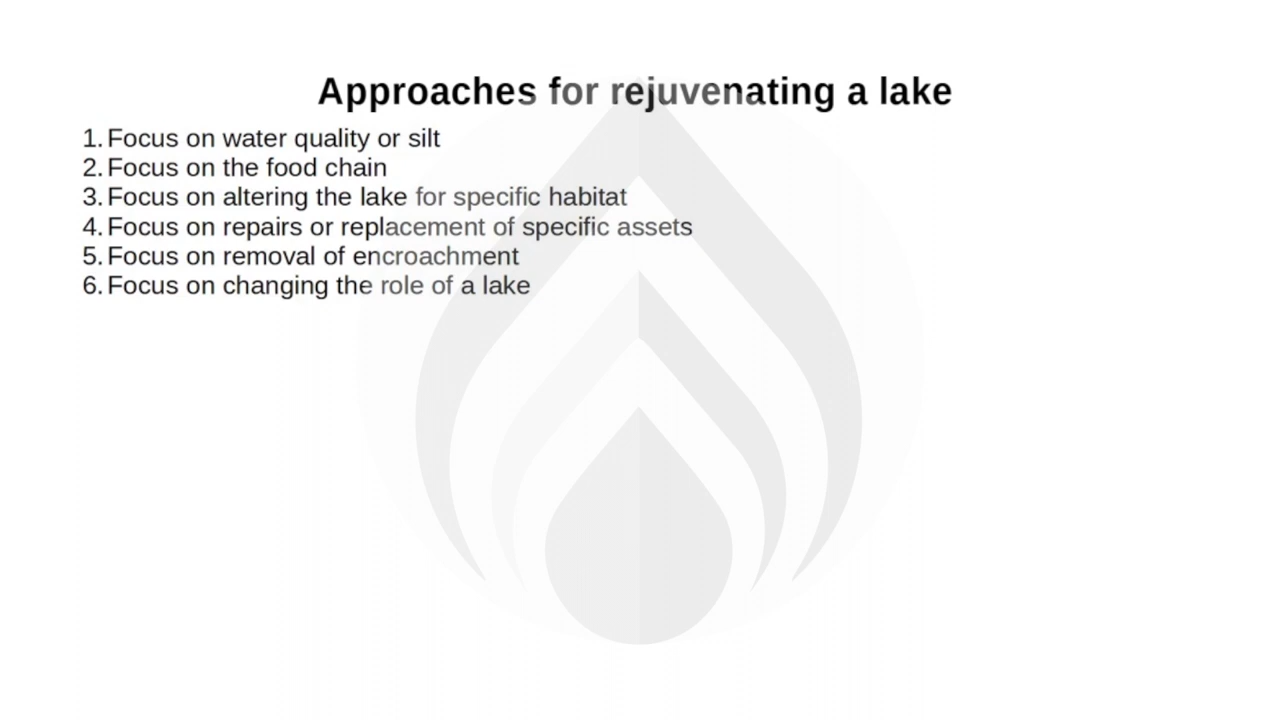 Approaches for rejuvenating a lake
1. Focus on water quality or silt
2. Focus on the food chain
3. Focus on altering the lake for specific habitat
4. Focus on repairs or replacement of specific assets
5. Focus on removal of encroachment
6. Focus on changing the role of a lake